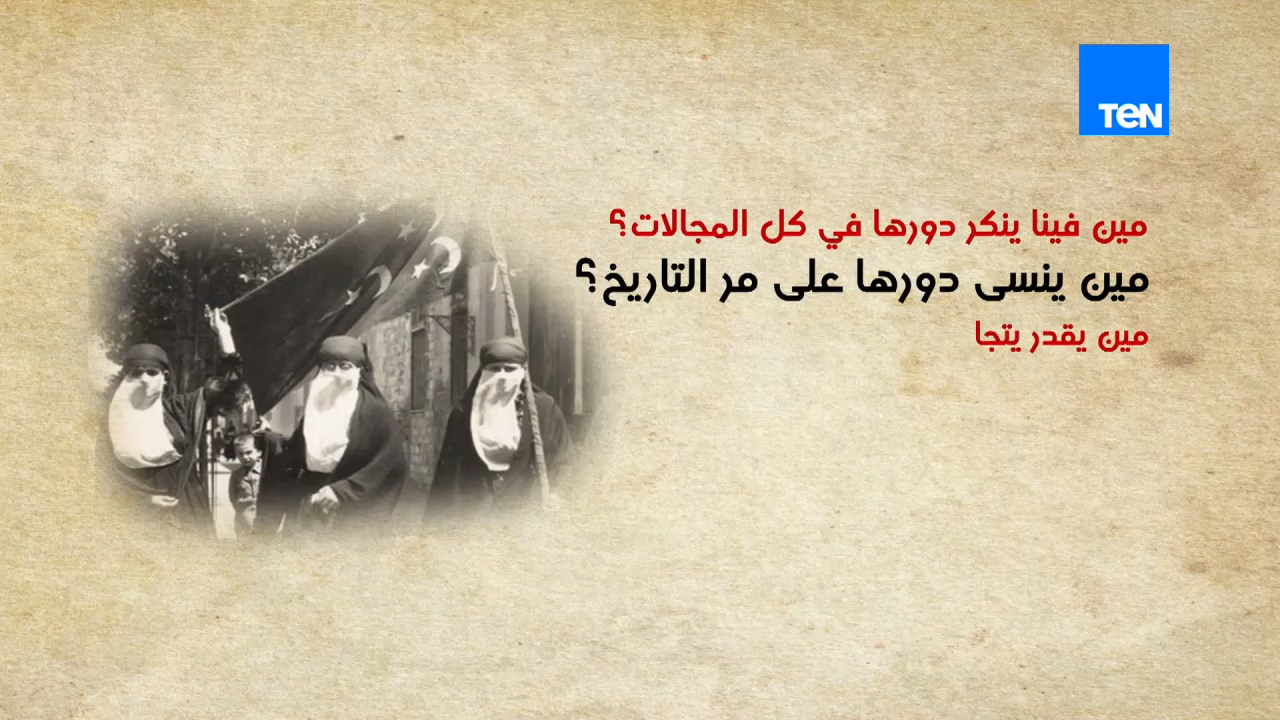 TEN
مين فينا ينكر دورها في كل المجالات؟
مين ينسى دورها على مر التاريخ؟
مين يقدر يتجا